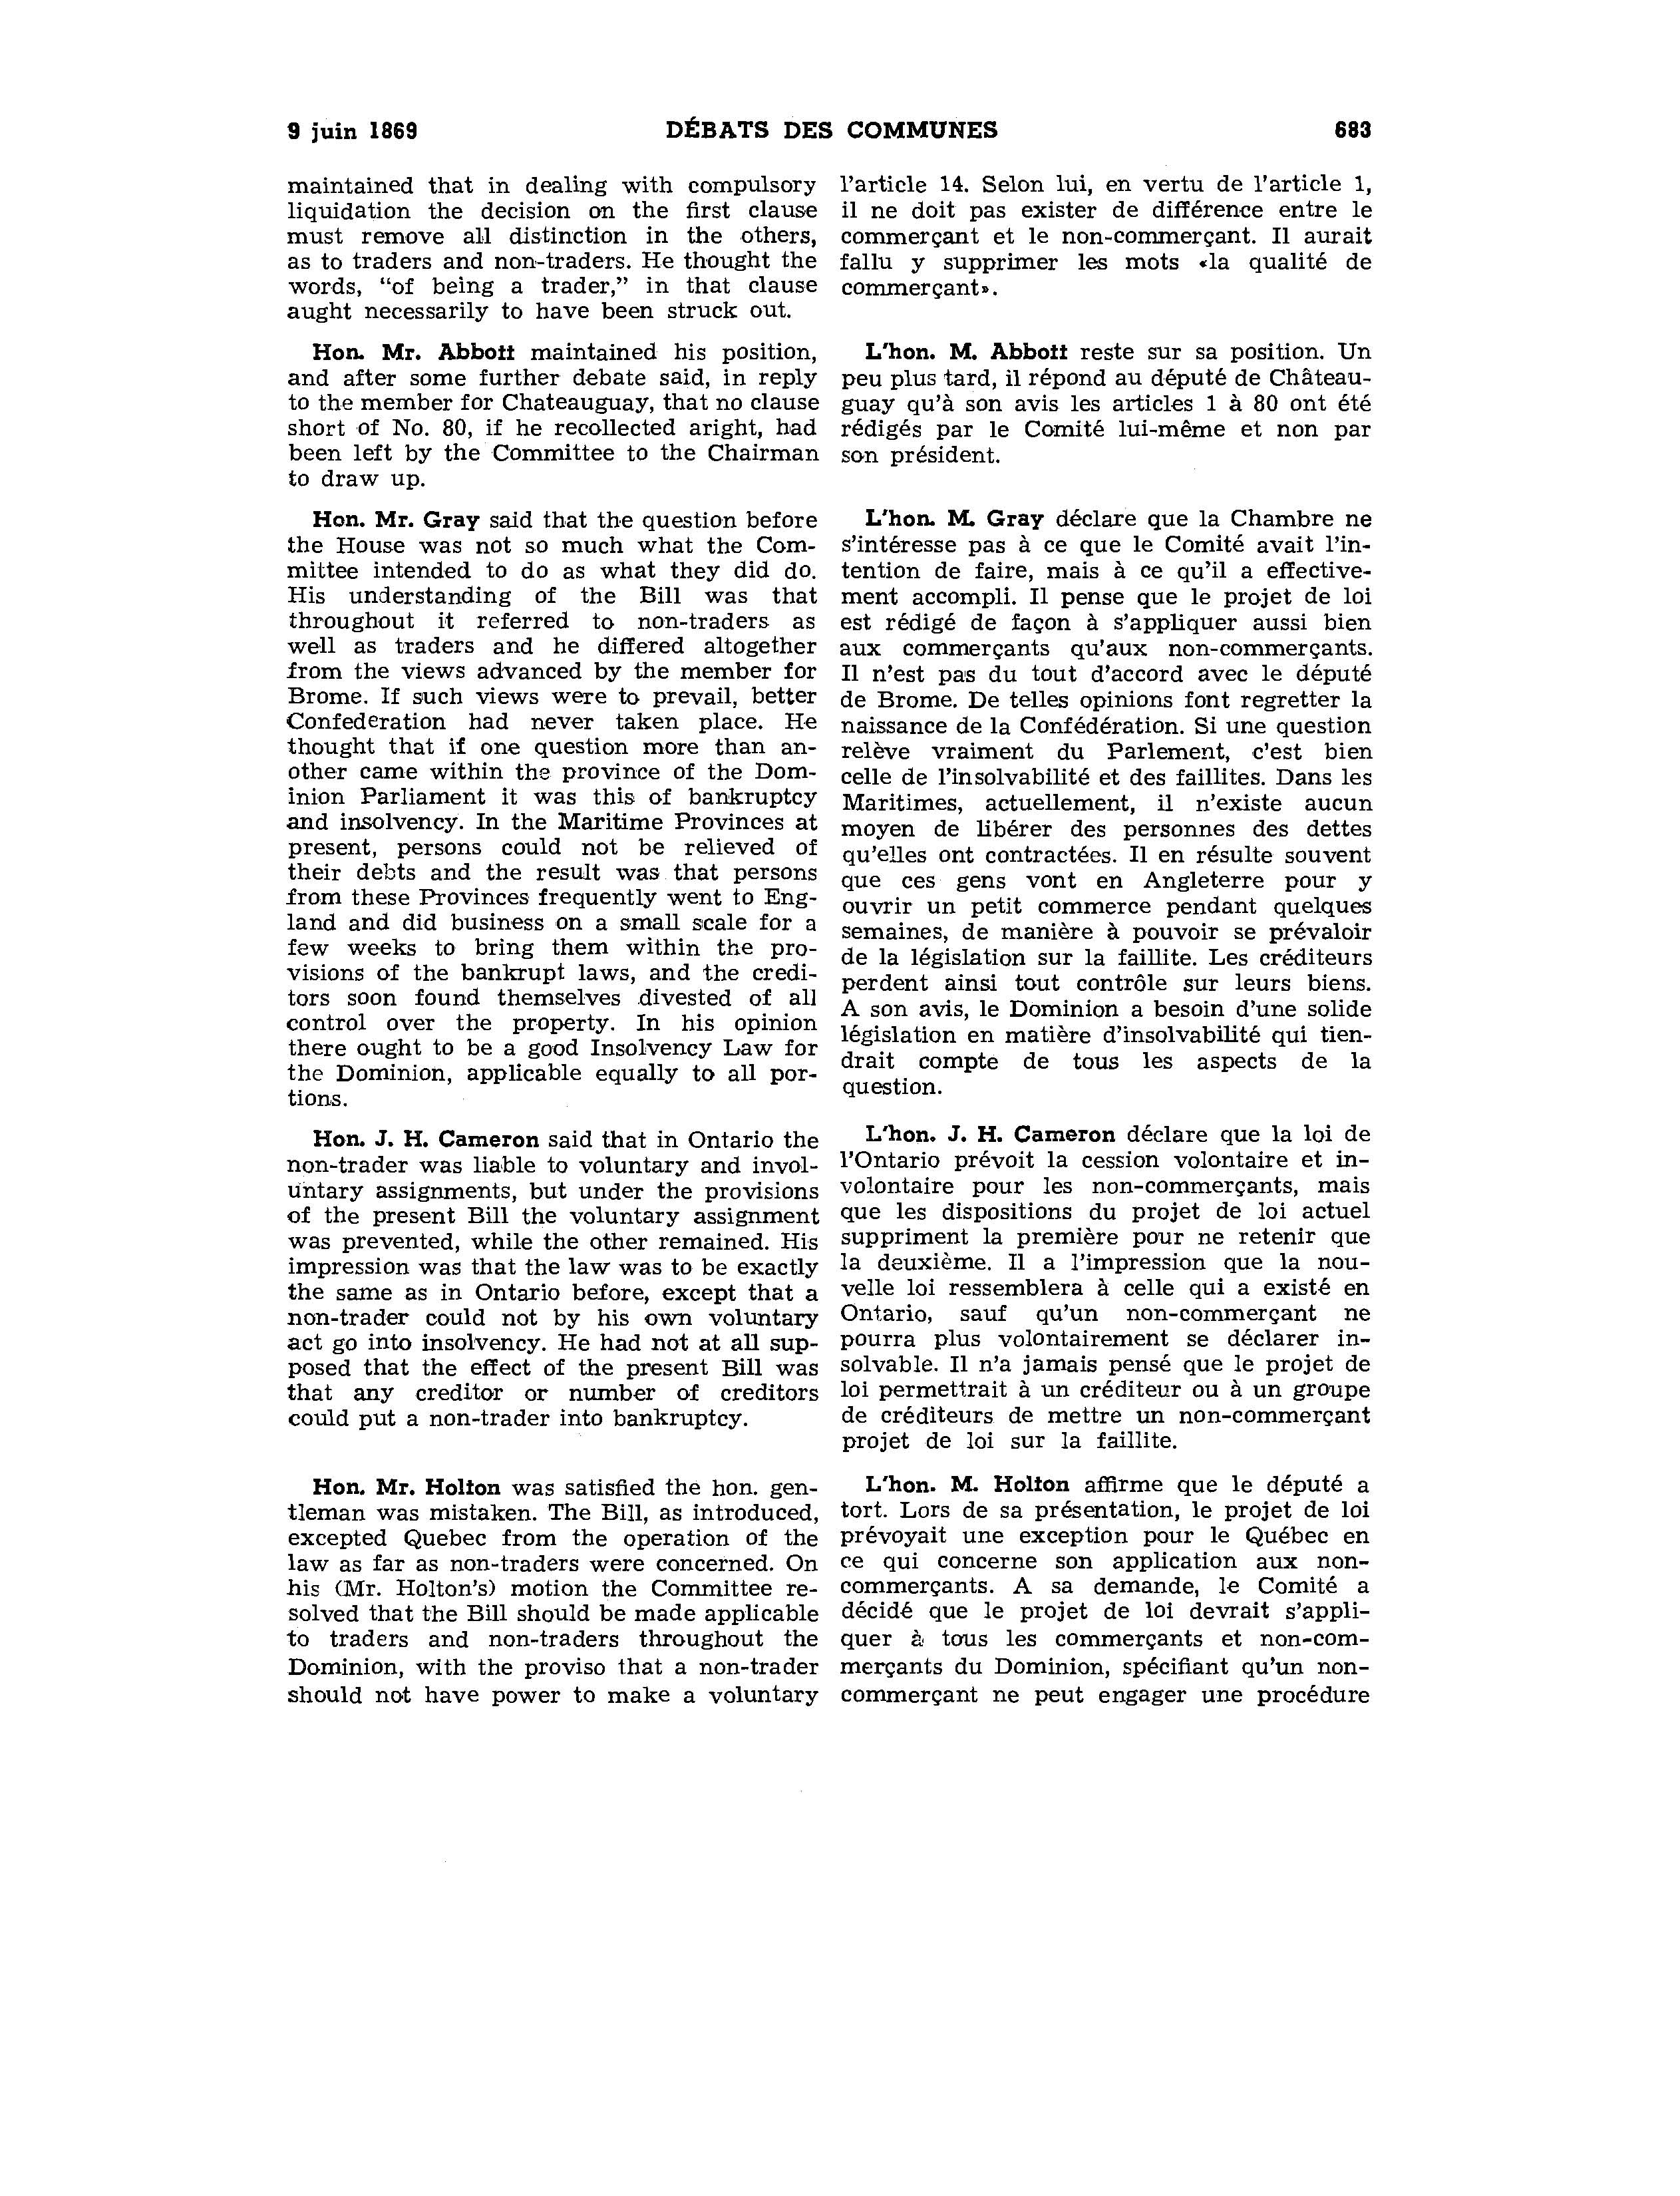 9 juin 1869
DÉBATS DES COMMUNES
683
maintained that in dealing with compulsory
liquidation the decision on the first clause
must remove all distinction in the others,
as to traders and non-traders. He thought the
words, “of being a trader,” in that clause
aught necessarily to have been struck out.
Hon. Mr. Abbott maintained his position,
and after some further debate said, in reply
to the member for Chateauguay, that no clause
short of No. 80, if he recollected aright, had
been left by the Committee to the Chairman
to draw up.
Hon. Mr. Gray said that the question before
the House was not so much what the Com-
mittee intended to do as what they did do.
His understanding of the Bill was that
throughout it referred to non-traders as
well as traders and he differed altogether
from the views advanced by the member for
Brome. If such views were to prevail, better
Confederation had never taken place. He
thought that if one question more than an-
other came within the province of the Dom-
inion Parliament it was this of bankruptcy
and insolvency. In the Maritime Provinces at
present, persons could not be relieved of
their debts and the result was that persons
from these Provinces frequently went to Eng-
land and did business on a small scale for a
few weeks to bring them within the pro-
visions of the bankrupt laws, and the credi-
tors soon found themselves divested of all
control over the property. In his opinion
there ought to be a good Insolvency Law for
the Dominion, applicable equally to all por-
tions.
Hon. J. H. Cameron said that in Ontario the
non-trader was liable to voluntary and invol-
untary assignments, but under the provisions
of the present Bill the voluntary assignment
was prevented, while the other remained. His
impression was that the law was to be exactly
the same as in Ontario before, except that a
non-trader could not by his own voluntary
act go into insolvency. He had not at all sup-
posed that the effect of the present Bill was
that any creditor or number of creditors
could put a non-trader into bankruptcy.
Hon. Mr. Holton was satisfied the hon. gen-
tleman was mistaken. The Bill, as introduced,
excepted Quebec from the operation of the
law as far as non-traders were concerned. On
his (Mr. Holton’s) motion the Committee re-
solved that the Bill should be made applicable
to traders and non-traders throughout the
Dominion, with the proviso that a non-trader
should not have power to make a voluntary
l’article 14. Selon lui, en vertu de l’article 1,
il ne doit pas exister de différence entre le
commerçant et le non-commerçant. Il aurait
fallu y supprimer les mots «la qualité de
commerçant».
L’hon. M. Abbott reste sur sa position. Un
peu plus tard, il répond au député de Château-
guay qu’à son avis les articles 1 à 80 ont été
rédigés par le Comité lui-même et non par
son président.
L’hon. M. Gray déclare que la Chambre ne
s’intéresse pas à ce que le Comité avait l’in-
tention de faire, mais à ce qu’il a effective-
ment accompli. Il pense que le projet de loi
est rédigé de façon à s’appliquer aussi bien
aux commerçants qu’aux non-commerçants.
Il n’est pas du tout d’accord avec le député
de Brome. De telles opinions font regretter la
naissance de la Confédération. Si une question
relève vraiment du Parlement, c’est bien
celle de l’insolvabilité et des faillites. Dans les
Maritimes, actuellement, il n’existe aucun
moyen de libérer des personnes des dettes
qu’elles ont contractées. Il en résulte souvent
que ces gens vont en Angleterre pour y
ouvrir un petit commerce pendant quelques
semaines, de manière à pouvoir se prévaloir
de la législation sur la faillite. Les créditeurs
perdent ainsi tout contrôle sur leurs biens.
A son avis, le Dominion a besoin d’une solide
législation en matière d’insolvabilité qui tien-
drait compte de tous les aspects de la
question.
L’hon. J. H. Cameron déclare que la loi de
l’Ontario prévoit la cession volontaire et in-
volontaire pour les non-commerçants, mais
que les dispositions du projet de loi actuel
suppriment la première pour ne retenir que
la deuxième. Il a l’impression que la nou-
velle loi ressemblera à celle qui a existé en
Ontario, sauf qu’un non-commerçant ne
pourra plus volontairement se déclarer in-
solvable. Il n’a jamais pensé que le projet de
loi permettrait à un créditeur ou à un groupe
de créditeurs de mettre un non-commerçant
projet de loi sur la faillite.
L’hon. M. Holton affirme que le député a
tort. Lors de sa présentation, le projet de loi
prévoyait une exception pour le Québec en
ce qui concerne son application aux non-
commerçants. A sa demande, le Comité a
décidé que le projet de loi devrait s’appli-
quer à tous les commerçants et non-com-
merçants du Dominion, spécifiant qu’un non-
commerçant ne peut engager une procédure